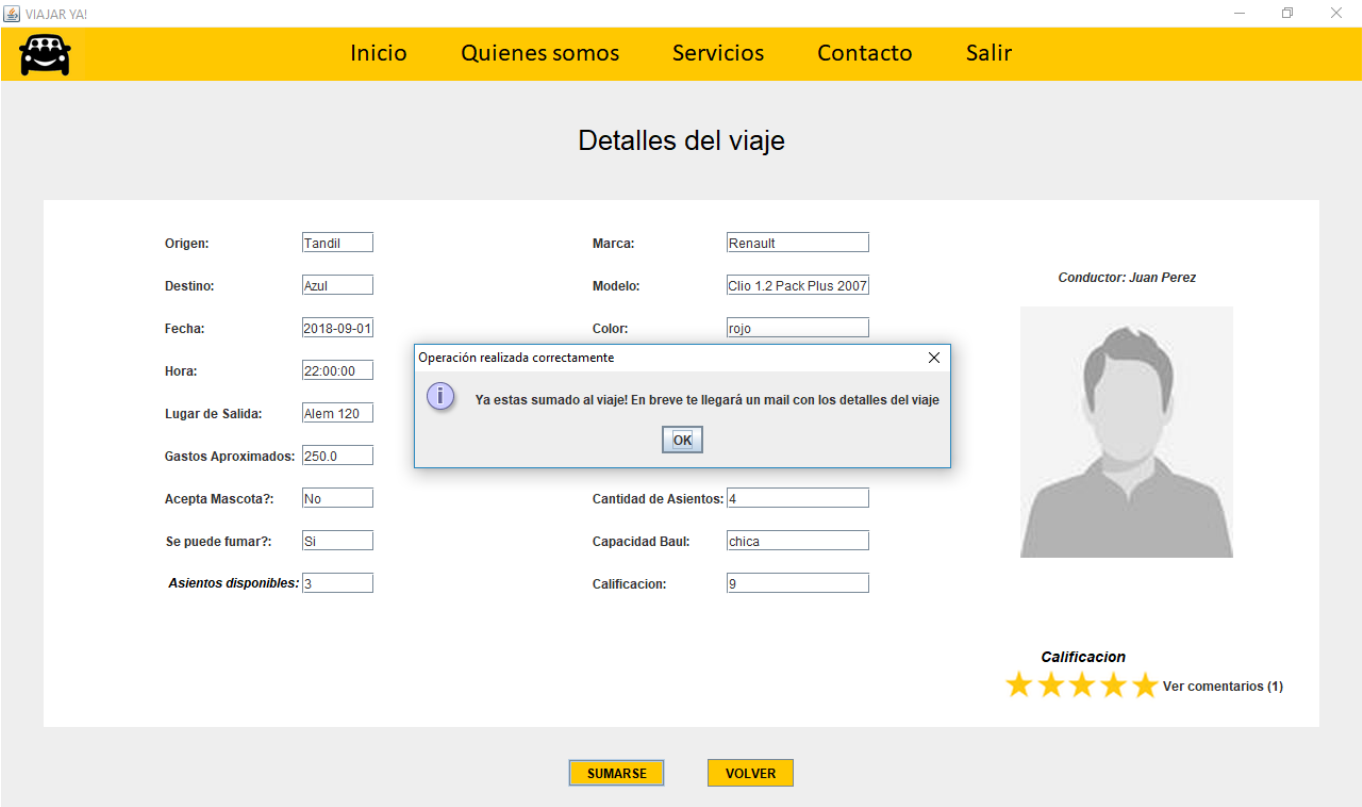 VIAJAR YA!
Inicio Quienes somos Servicios Contacto Salir
Detalles del viaje
Origen: Tandil
Destino: Azul
Fecha: 2018-09-01
Hora: 22:00:00
Lugar de Salida: Alem 120
Gastos Aproximados: 250.0
Acepta Mascota?: No
Se puede fumar?: Si
Asientos disponibles: 3
Marca: Renault
Modelo: Clio 1.2 Pack Plus 2007
Color: rojo
Operación realizada correctamente
Ya estas sumado al viaje! En breve te llegará un mail con los detalles del viaje
OK
Cantidad de Asientos: 4
Capacidad Baul: chica
Calificacion: 9
Conductor: Juan Perez
Calificacion
Ver comentarios (1)
SUMARSE VOLVER